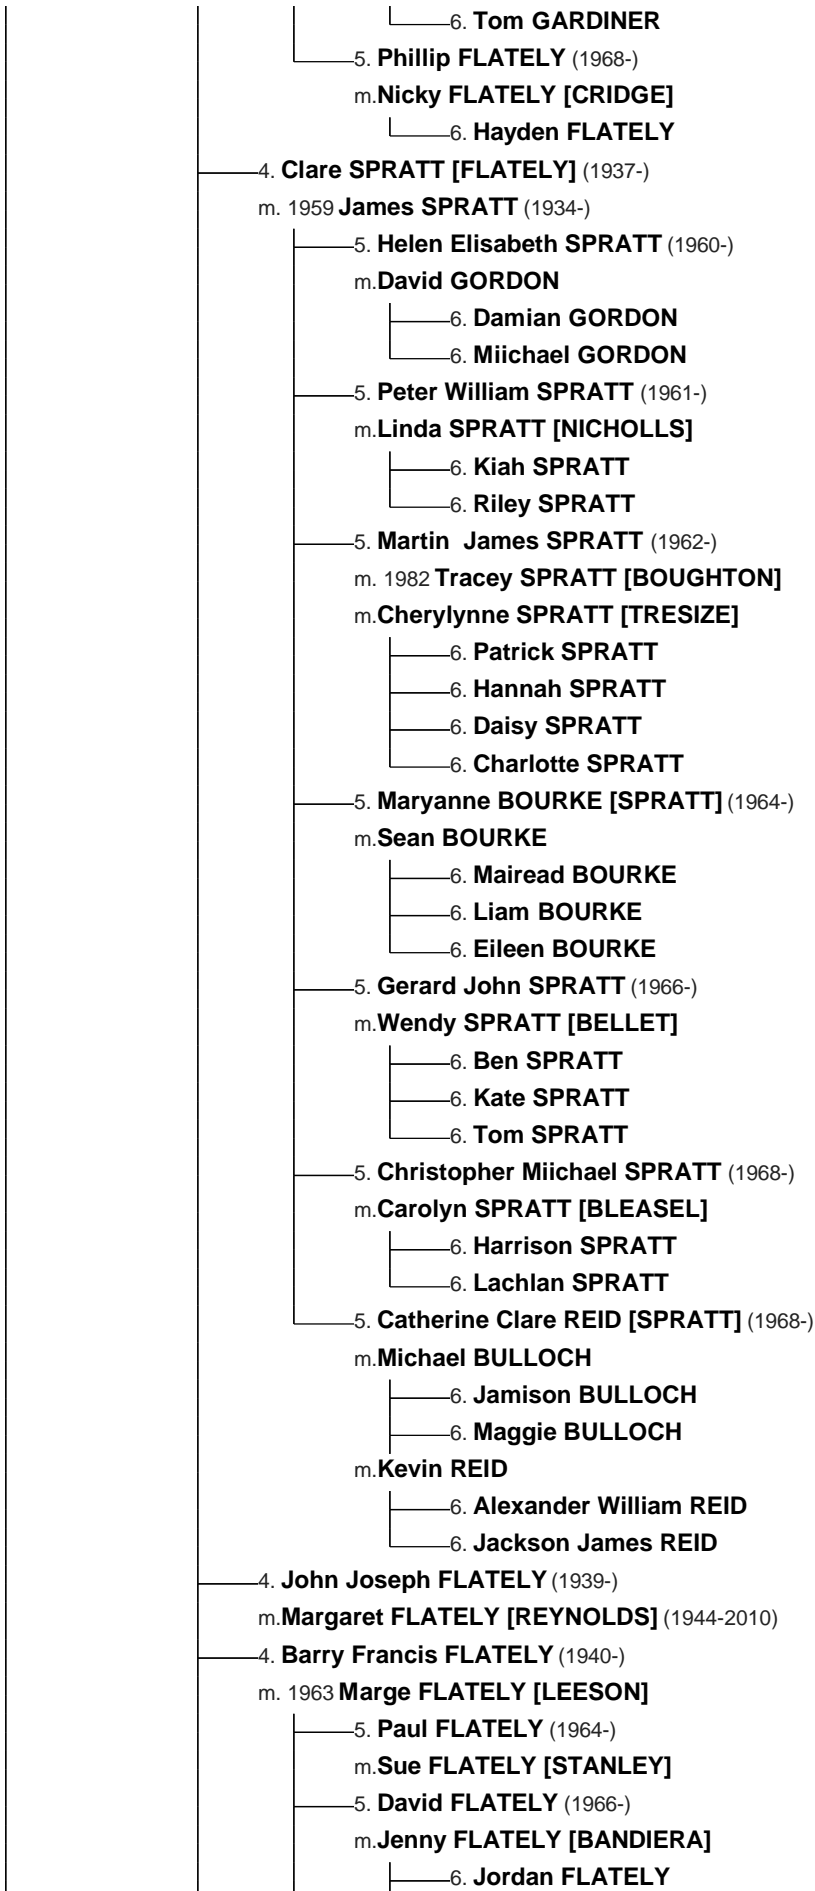 6. Tom GARDINER
5. Phillip FLATELY (1968-)
m.Nicky FLATELY [CRIDGE]
6. Hayden FLATELY
4. Clare SPRATT [FLATELY] (1937-)
m. 1959 James SPRATT (1934-)
5. Helen Elisabeth SPRATT (1960-)
m.David GORDON
6. Damian GORDON
6. Miichael GORDON
5. Peter William SPRATT (1961-)
m.Linda SPRATT [NICHOLLS]
6. Kiah SPRATT
6. Riley SPRATT
5. Martin  James SPRATT (1962-)
m. 1982 Tracey SPRATT [BOUGHTON]
m.Cherylynne SPRATT [TRESIZE]
6. Patrick SPRATT
6. Hannah SPRATT
6. Daisy SPRATT
6. Charlotte SPRATT
5. Maryanne BOURKE [SPRATT] (1964-)
m.Sean BOURKE
6. Mairead BOURKE
6. Liam BOURKE
6. Eileen BOURKE
5. Gerard John SPRATT (1966-)
m.Wendy SPRATT [BELLET]
6. Ben SPRATT
6. Kate SPRATT
6. Tom SPRATT
5. Christopher Miichael SPRATT (1968-)
m.Carolyn SPRATT [BLEASEL]
6. Harrison SPRATT
6. Lachlan SPRATT
5. Catherine Clare REID [SPRATT] (1968-)
m.Michael BULLOCH
6. Jamison BULLOCH
6. Maggie BULLOCH
m.Kevin REID
6. Alexander William REID
6. Jackson James REID
4. John Joseph FLATELY (1939-)
m.Margaret FLATELY [REYNOLDS] (1944-2010)
4. Barry Francis FLATELY (1940-)
m. 1963 Marge FLATELY [LEESON]
5. Paul FLATELY (1964-)
m.Sue FLATELY [STANLEY]
5. David FLATELY (1966-)
m.Jenny FLATELY [BANDIERA]
6. Jordan FLATELY